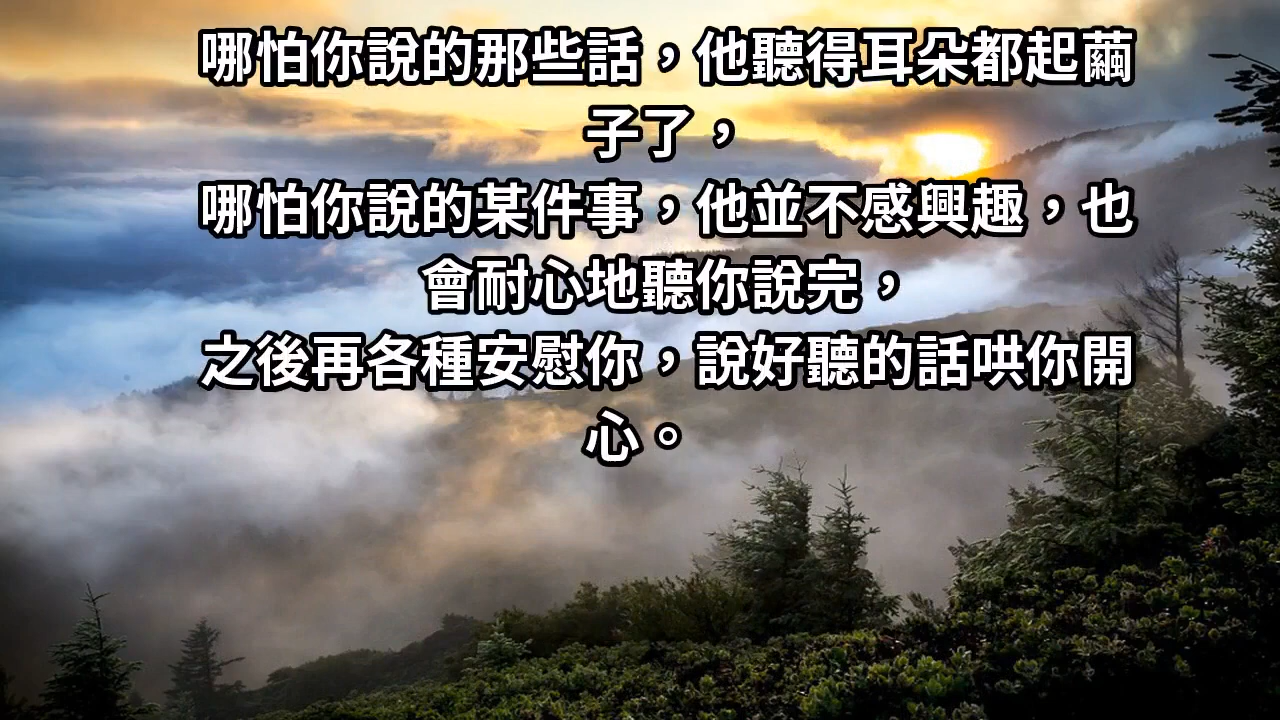 哪怕你說的那些話，他聽得耳朵都起繭
子了，
哪怕你說的某件事，他並不感興趣，也
會耐心地聽你說完，
之後再各種安慰你，說好聽的話哄你開
心。